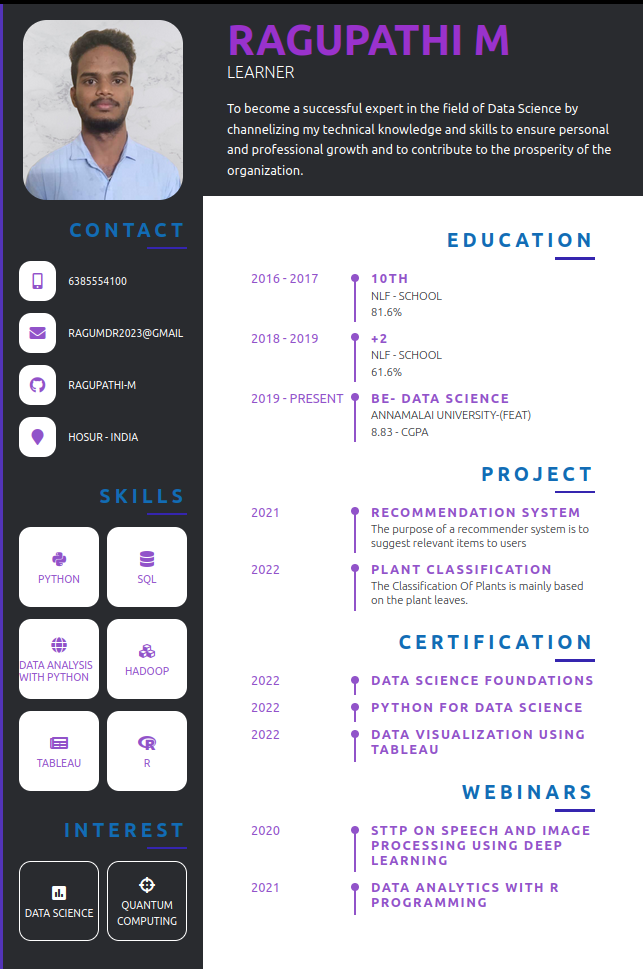 RAGUPATHI M
LEARNER
To become a successful expert in the field of Data Science by
channelizing my technical knowledge and skills to ensure personal
and professional growth and to contribute to the prosperity of the
organization.
CONTACT
6385554100
RAGUMDR2023@GMAIL
RAGUPATHI-M
HOSUR - INDIA
SKILLS
PYTHON
SQL
DATA ANALYSIS
WITH PYTHON
HADOOP
TABLEAU
R
INTEREST
DATA SCIENCE
QUANTUM
COMPUTING
EDUCATION
2016 - 2017
10TH
NLF - SCHOOL
81.6%
2018 - 2019
+2
NLF - SCHOOL
61.6%
2019 - PRESENT
BE- DATA SCIENCE
ANNAMALAI UNIVERSITY-(FEAT)
8.83 - CGPA
PROJECT
2021
RECOMMENDATION SYSTEM
The purpose of a recommender system is to
suggest relevant items to users
2022
PLANT CLASSIFICATION
The Classification Of Plants is mainly based
on the plant leaves.
CERTIFICATION
2022
DATA SCIENCE FOUNDATIONS
2022
PYTHON FOR DATA SCIENCE
2022
DATA VISUALIZATION USING
TABLEAU
WEBINARS
2020
STTP ON SPEECH AND IMAGE
PROCESSING USING DEEP
LEARNING
2021
DATA ANALYTICS WITH R
PROGRAMMING